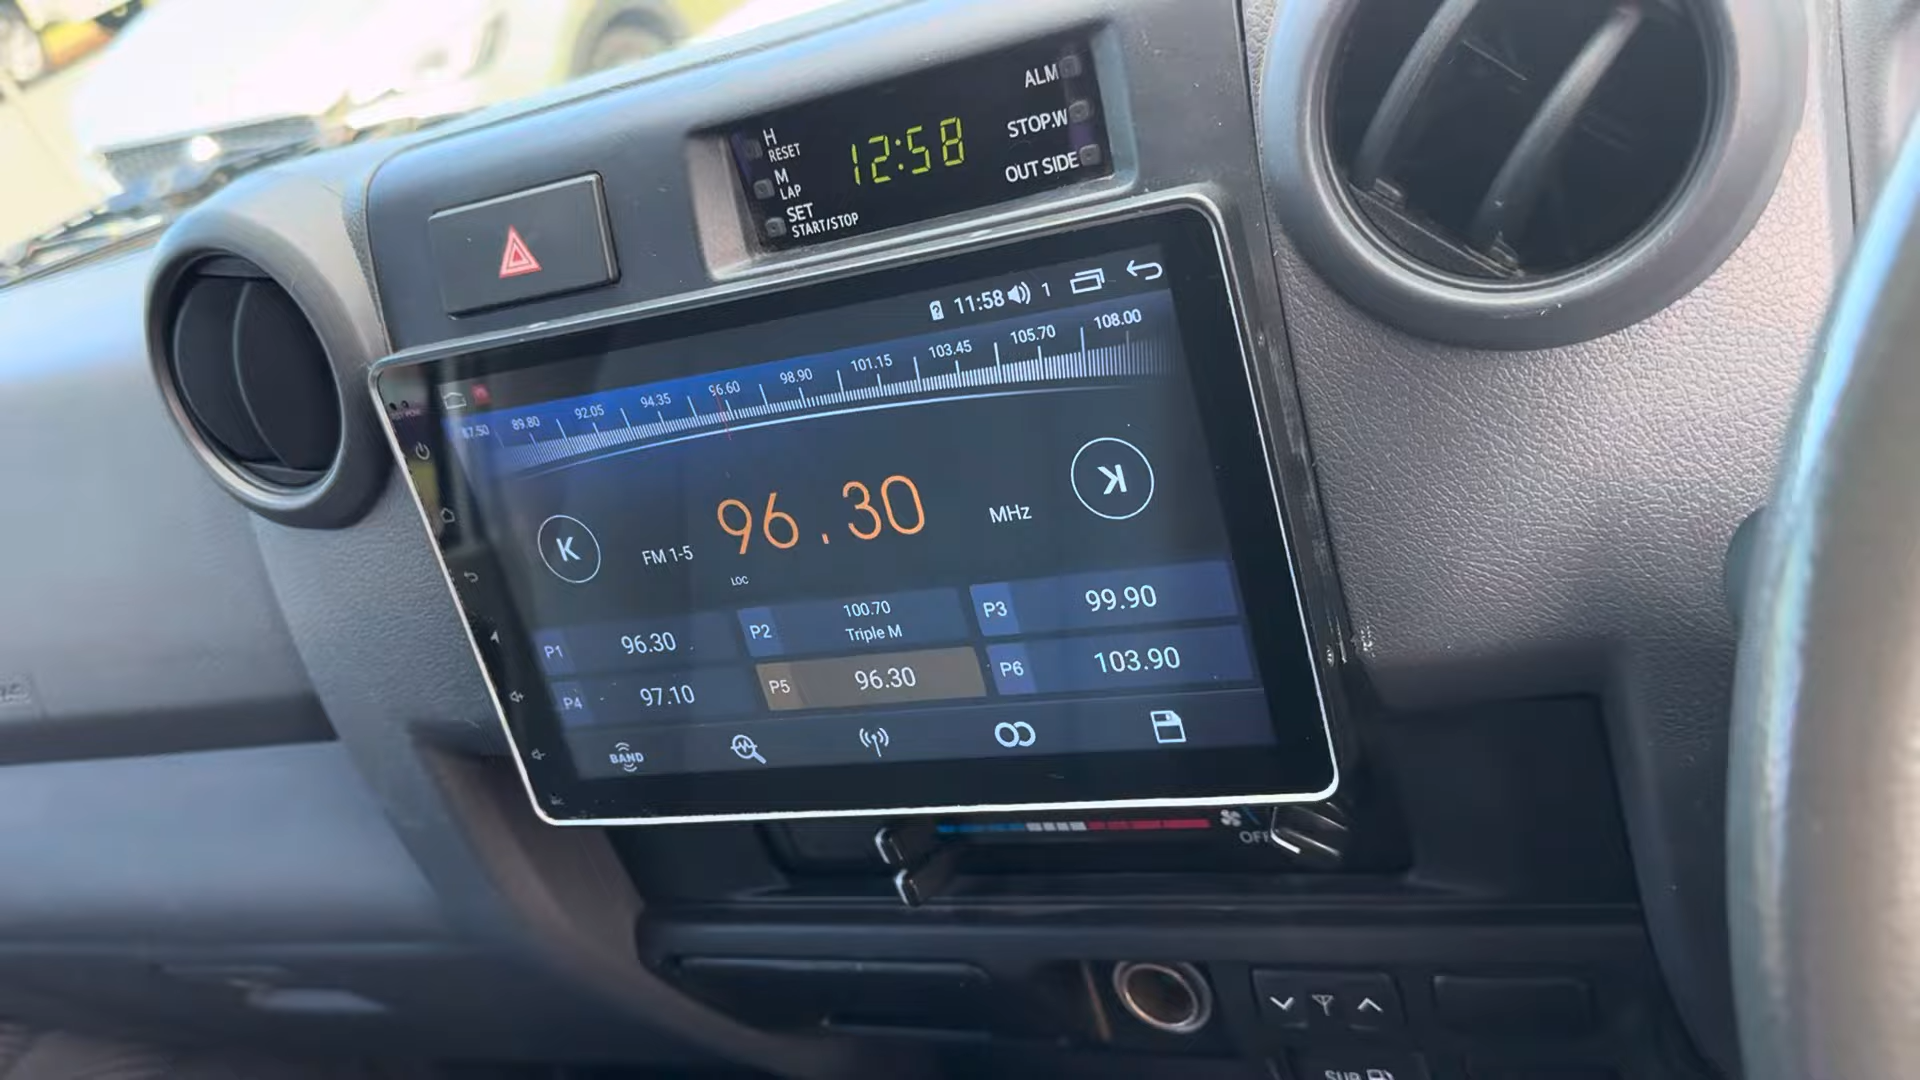 ALM
H
RESET
12:58
STOP.W
M
LAP
OUT SIDE
SET
START/STOP
11:58 1
87.50 89.80 92.05 94.35 96.60 98.90 101.15 103.45 105.70 108.00
FM 1-5 96.30 MHz
LOC
P1 96.30
P2 100.70
Triple M
P3 99.90
P4 97.10
P5 96.30
P6 103.90
BAND
OFF
SUB